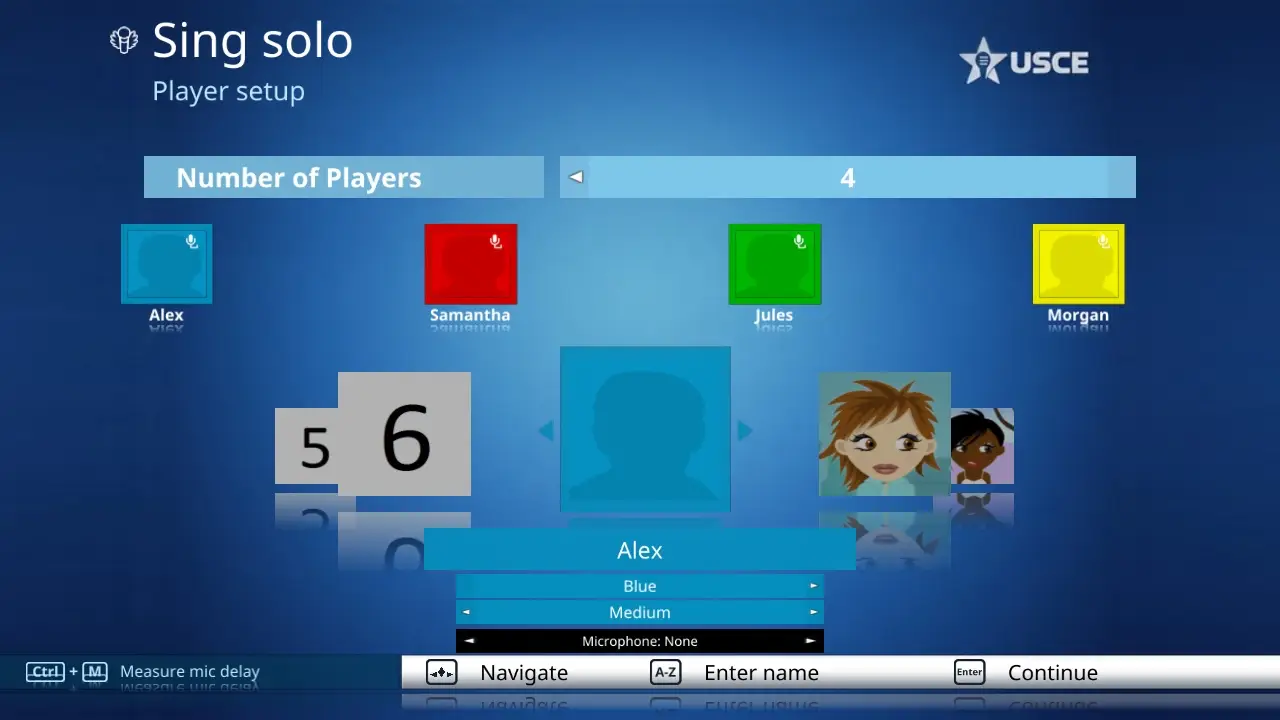 Sing solo
USCE
Player setup
Number of Players
4
Alex
Samantha
Jules
Morgan
5
6
Alex
Blue
Medium
Microphone: None
Ctrl + M Measure mic delay
Navigate
A-Z Enter name
Enter Continue